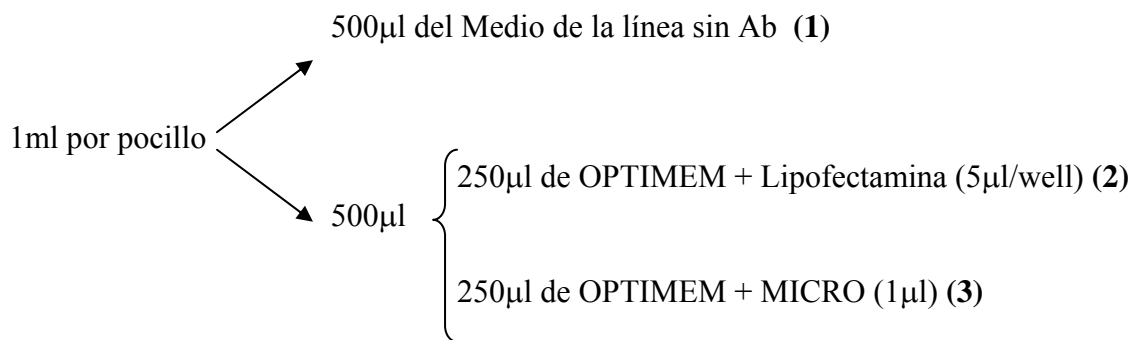 500μl del Medio de la línea sin Ab (1)
1ml por pocillo
250μl de OPTIMEM + Lipofectamina (5μl/well) (2)
500μl
250μl de OPTIMEM + MICRO (1μl) (3)